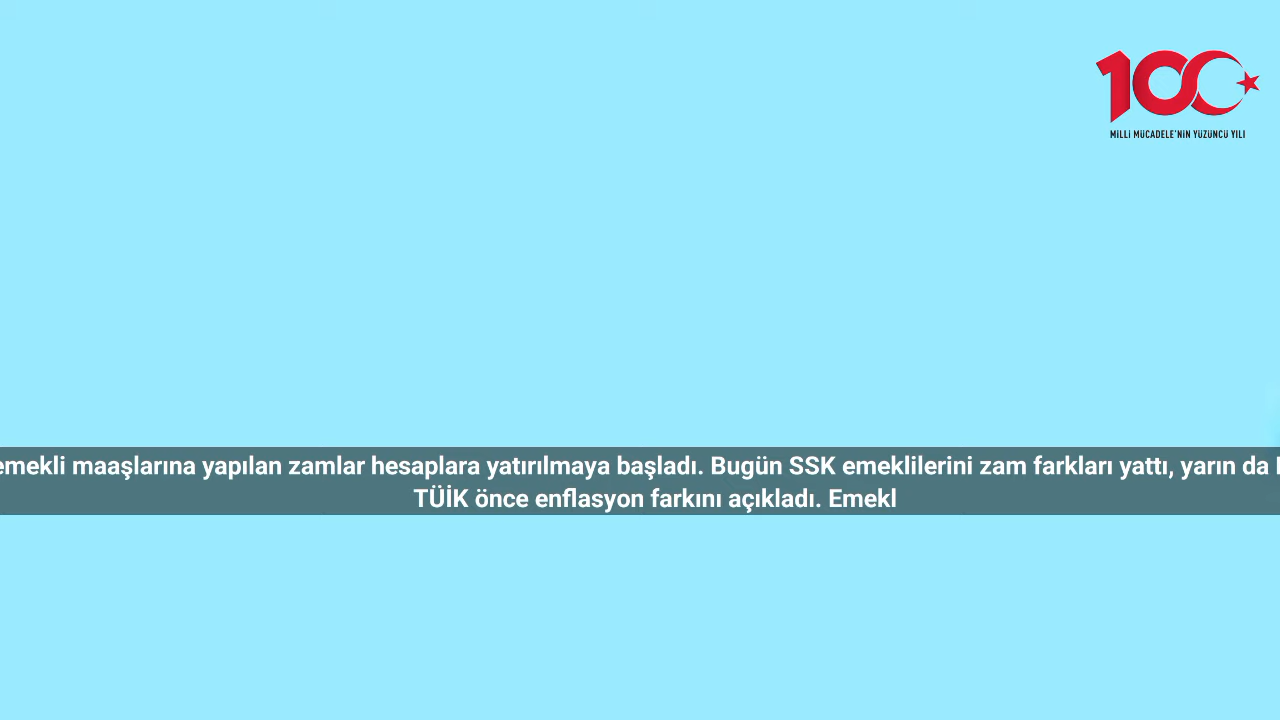 100
MİLLİ MÜCADELE'NİN YÜZÜNCÜ YILI
emekli maaşlarına yapılan zamlar hesaplara yatırılmaya başladı. Bugün SSK emeklilerini zam farkları yattı, yarın da
TÜİK önce enflasyon farkını açıkladı. Emekl